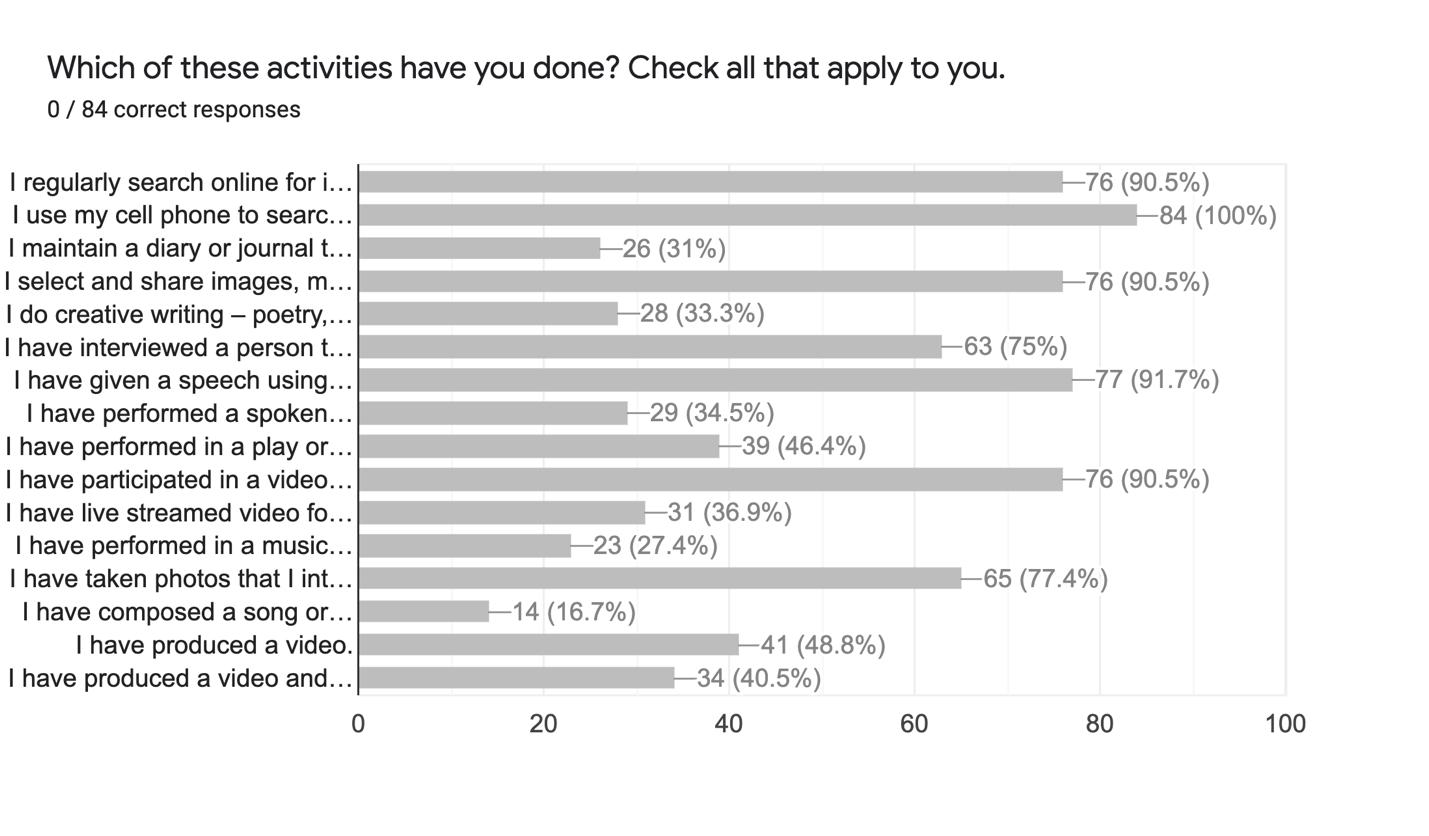 Which of these activities have you done? Check all that apply to you.
0 / 84 correct responses
I regularly search online for i… 76 (90.5%)
I use my cell phone to searc… 84 (100%)
I maintain a diary or journal t… 26 (31%)
I select and share images, m… 76 (90.5%)
I do creative writing – poetry,… 28 (33.3%)
I have interviewed a person t… 63 (75%)
I have given a speech using… 77 (91.7%)
I have performed a spoken… 29 (34.5%)
I have performed in a play or… 39 (46.4%)
I have participated in a video… 76 (90.5%)
I have live streamed video fo… 31 (36.9%)
I have performed in a music… 23 (27.4%)
I have taken photos that I int… 65 (77.4%)
I have composed a song or… 14 (16.7%)
I have produced a video. 41 (48.8%)
I have produced a video and… 34 (40.5%)
0 20 40 60 80 100